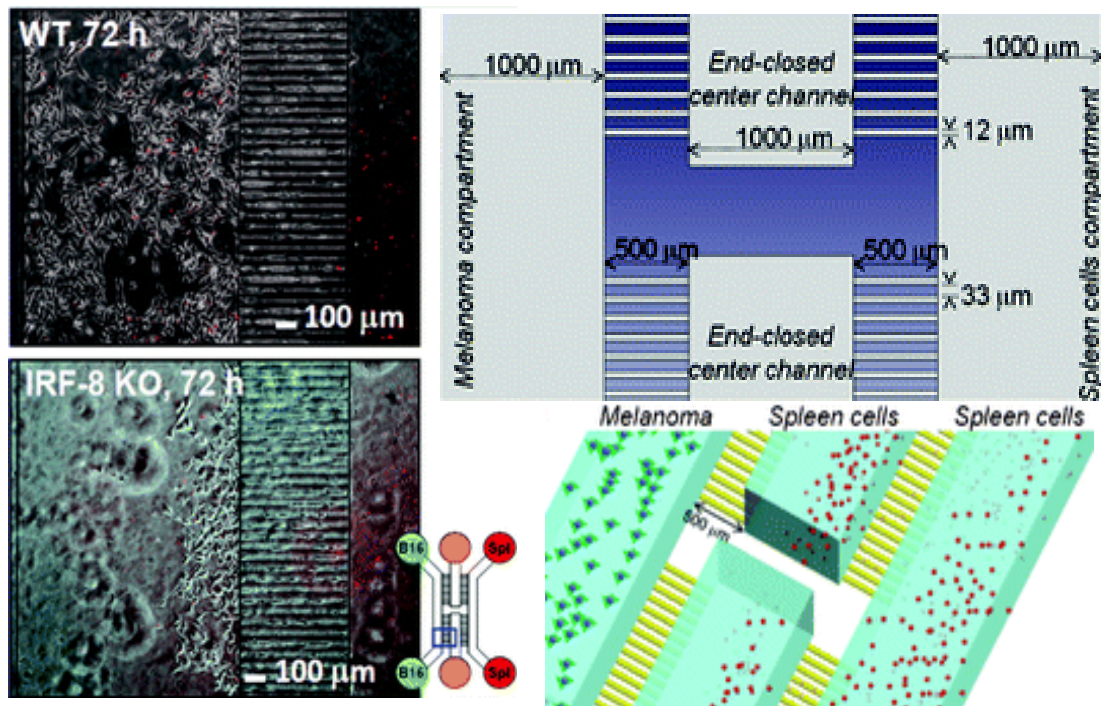 WT, 72 h
100 μm
IRF-8 KO, 72 h
100 μm
B16
Spl
B16
Spl
1000 μm
End-closed
center channel
1000 μm
1000 μm
12 μm
Melanoma compartment
Spleen cells compartment
500 μm
500 μm
33 μm
End-closed
center channel
Melanoma
Spleen cells
Spleen cells
500 μm